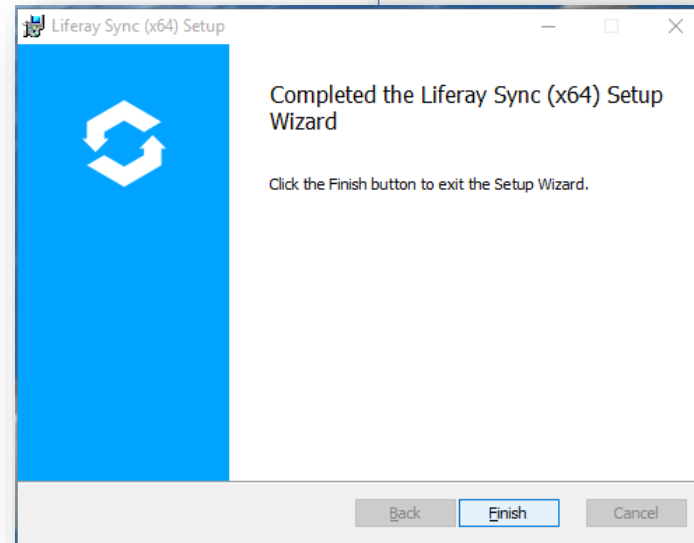 Liferay Sync (x64) Setup
Completed the Liferay Sync (x64) Setup
Wizard
Click the Finish button to exit the Setup Wizard.
Back
Finish
Cancel